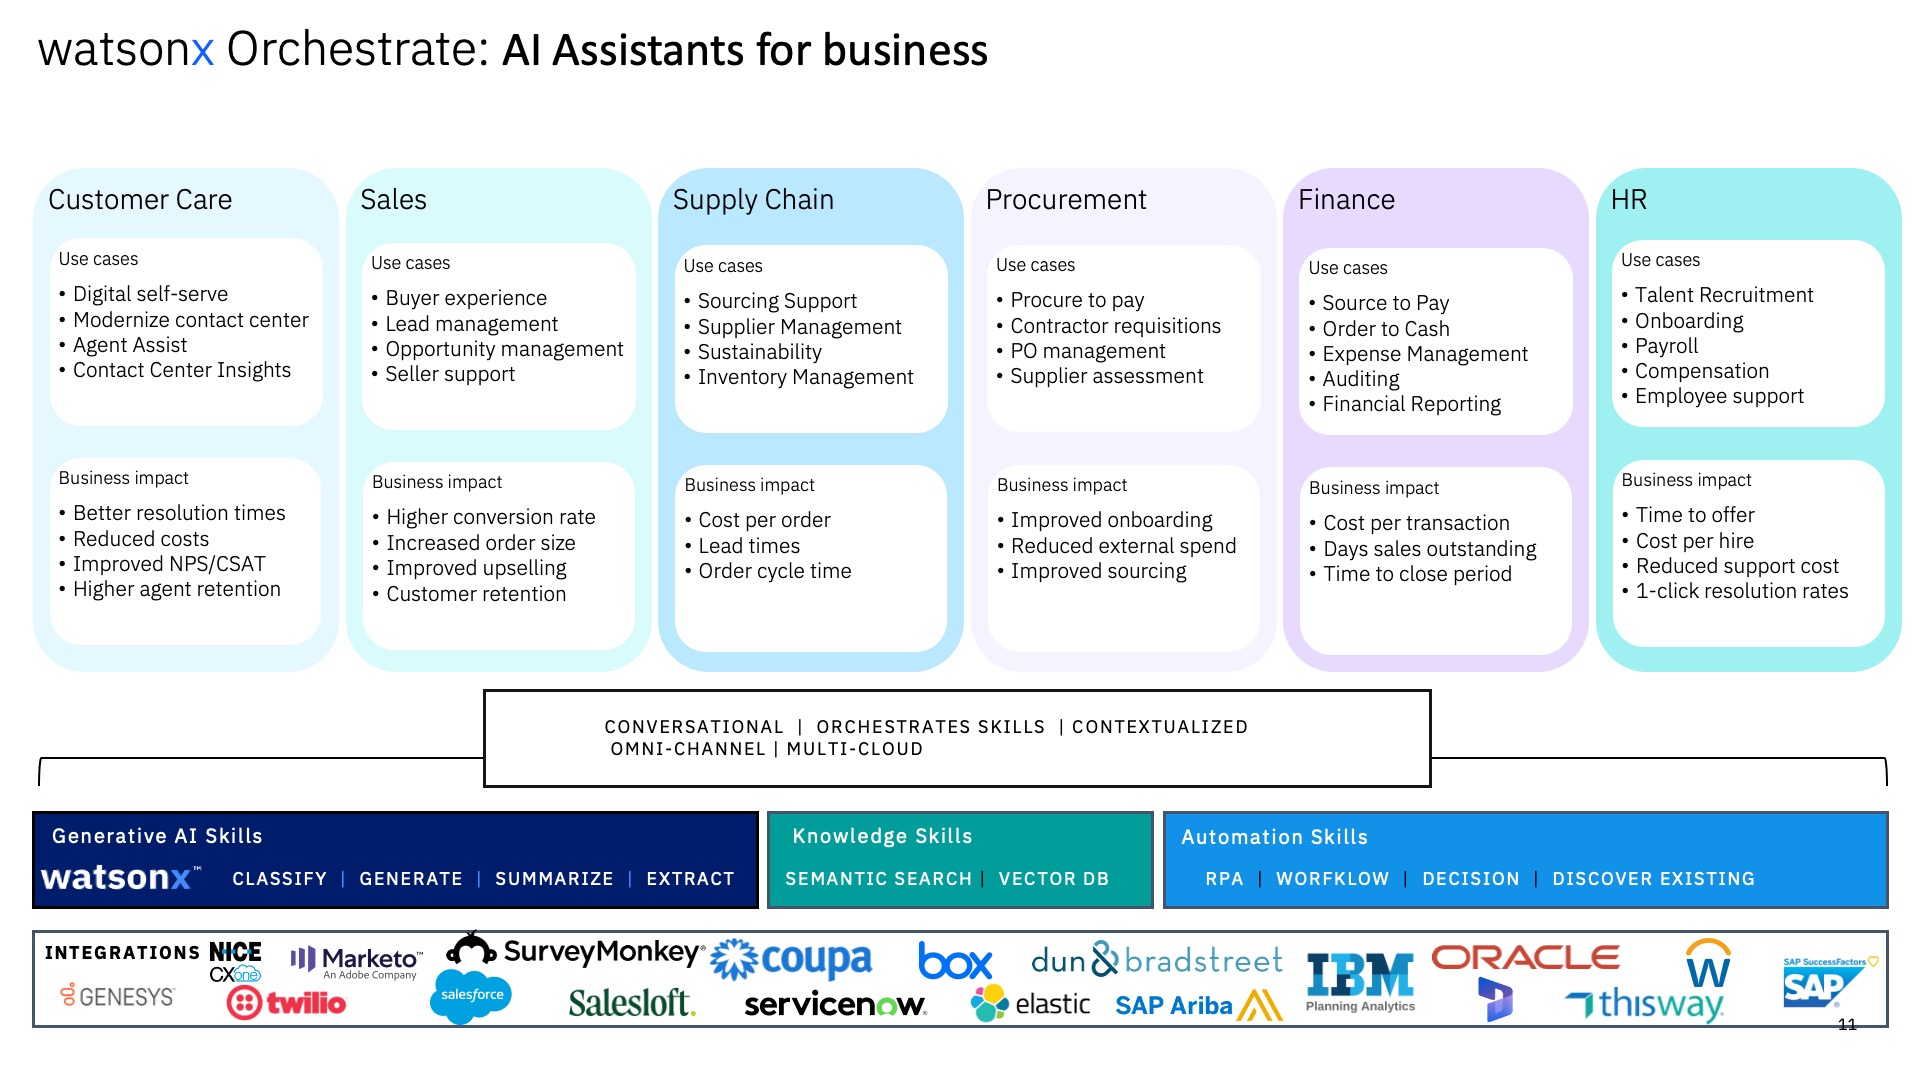 watsonx Orchestrate: AI Assistants for business
Customer Care
Use cases
• Digital self-serve
• Modernize contact center
• Agent Assist
• Contact Center Insights
Business impact
• Better resolution times
• Reduced costs
• Improved NPS/CSAT
• Higher agent retention
Sales
Use cases
• Buyer experience
• Lead management
• Opportunity management
• Seller support
Business impact
• Higher conversion rate
• Increased order size
• Improved upselling
• Customer retention
Supply Chain
Use cases
• Sourcing Support
• Supplier Management
• Sustainability
• Inventory Management
Business impact
• Cost per order
• Lead times
• Order cycle time
Procurement
Use cases
• Procure to pay
• Contractor requisitions
• PO management
• Supplier assessment
Business impact
• Improved onboarding
• Reduced external spend
• Improved sourcing
Finance
Use cases
• Source to Pay
• Order to Cash
• Expense Management
• Auditing
• Financial Reporting
Business impact
• Cost per transaction
• Days sales outstanding
• Time to close period
HR
Use cases
• Talent Recruitment
• Onboarding
• Payroll
• Compensation
• Employee support
Business impact
• Time to offer
• Cost per hire
• Reduced support cost
• 1-click resolution rates
CONVERSATIONAL | ORCHESTRATES SKILLS | CONTEXTUALIZED
OMNI-CHANNEL | MULTI-CLOUD
Generative AI Skills
watsonx™ CLASSIFY | GENERATE | SUMMARIZE | EXTRACT
Knowledge Skills
SEMANTIC SEARCH | VECTOR DB
Automation Skills
RPA | WORFKLOW | DECISION | DISCOVER EXISTING
INTEGRATIONS
NICE
CXone
Marketo™
An Adobe Company
SurveyMonkey®
coupa
box
dun & bradstreet
IBM
Planning Analytics
ORACLE
W
SAP SuccessFactors
SAP
GENESYS™
twilio
salesforce
Salesloft.
servicenow.
elastic
SAP Ariba
thisway
11